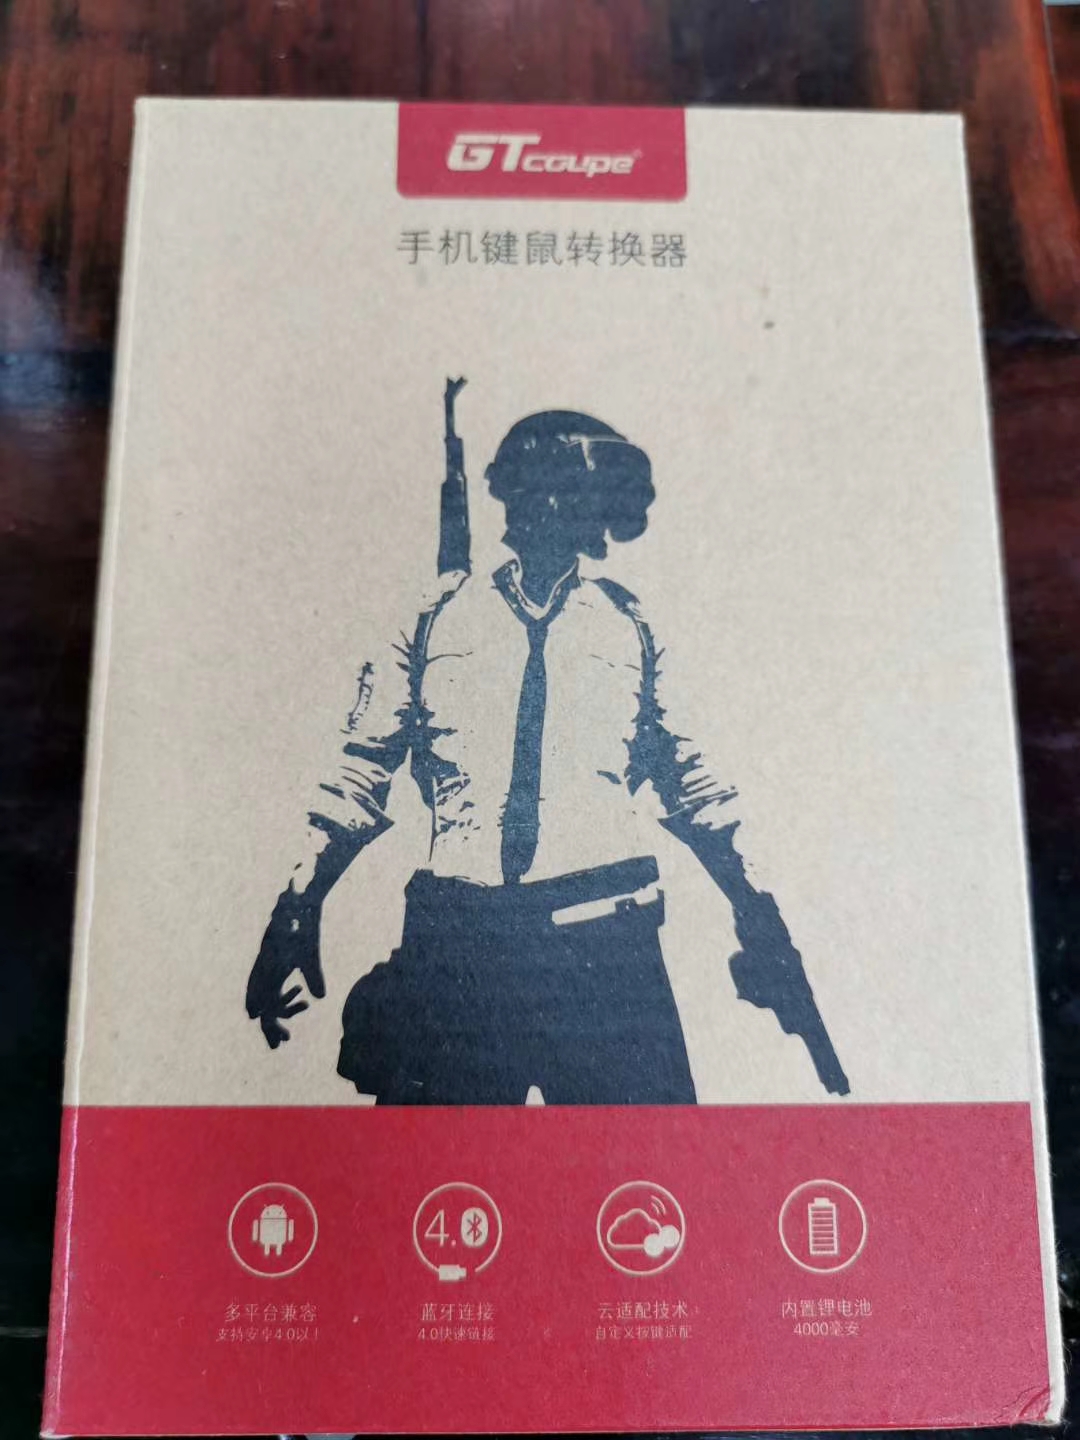 GTcoupe
手机键鼠转换器
4.0
多平台兼容
支持安卓4.0以上
蓝牙连接
4.0快速链接
云适配技术
自定义按键适配
内置锂电池
4000毫安